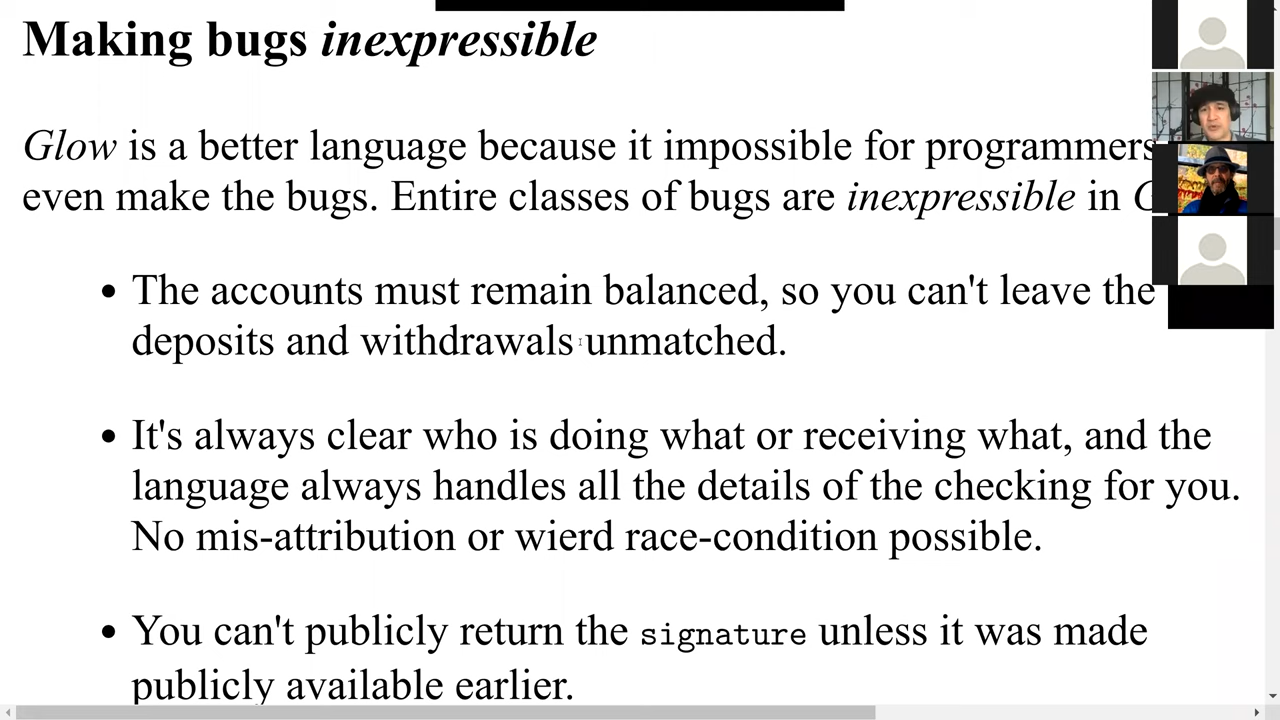 Making bugs inexpressible
Glow is a better language because it impossible for programmers
even make the bugs. Entire classes of bugs are inexpressible in
The accounts must remain balanced, so you can't leave the
deposits and withdrawals unmatched.
It's always clear who is doing what or receiving what, and the
language always handles all the details of the checking for you.
No mis-attribution or wierd race-condition possible.
You can't publicly return the signature unless it was made
publicly available earlier.